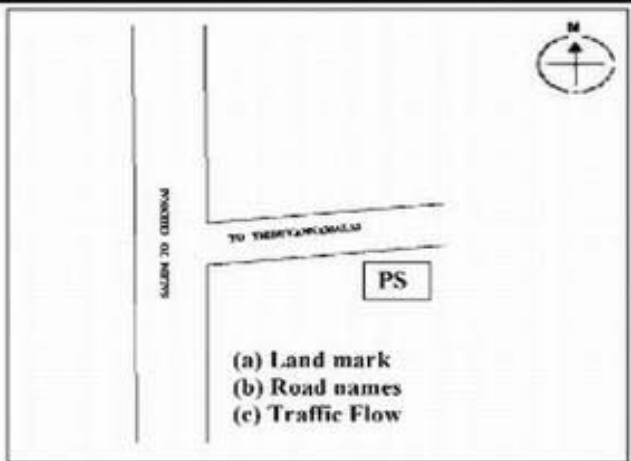 M
SALEM TO CHENNAI
TO THIRUVANNAMALAI
PS
(a) Land mark
(b) Road names
(c) Traffic Flow